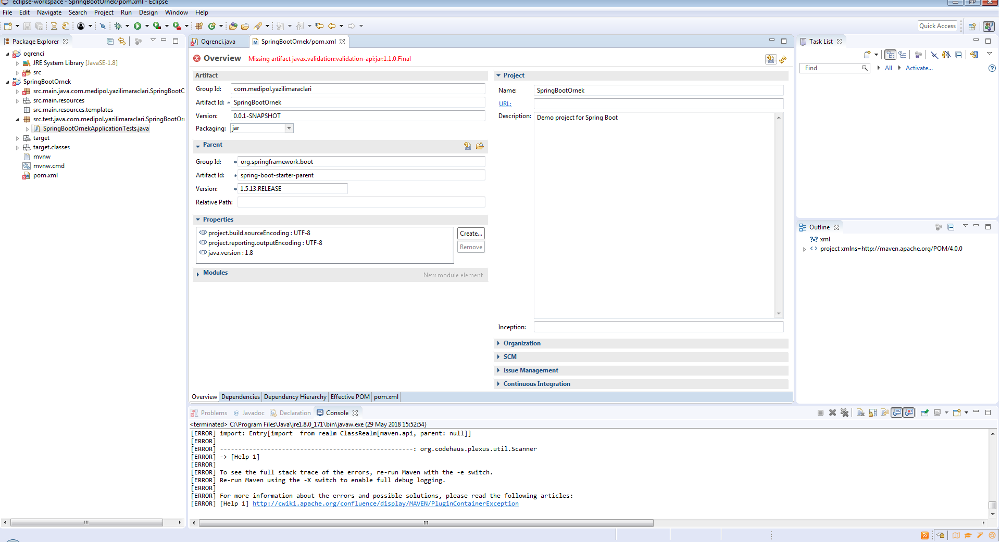 eclipse-workspace - SpringBootOrnek/pom.xml - Eclipse
File Edit Navigate Search Project Run Design Window Help
Quick Access
Package Explorer
ogrenci
JRE System Library [JavaSE-1.8]
src
SpringBootOrnek
src.main.java.com.medipol.yazilimaraclari.SpringBootO
src.main.resources
src.main.resources.templates
src.test.java.com.medipol.yazilimaraclari.SpringBootOrn
SpringBootOrnekApplicationTests.java
target
target.classes
mvnw
mvnw.cmd
pom.xml
Ogrenci.java
SpringBootOrnek/pom.xml
Overview Missing artifact javax.validation:validation-api:jar:1.1.0.Final
Artifact
Group Id: com.medipol.yazilimaraclari
Artifact Id: * SpringBootOrnek
Version: 0.0.1-SNAPSHOT
Packaging: jar
Parent
Group Id: * org.springframework.boot
Artifact Id: * spring-boot-starter-parent
Version: * 1.5.13.RELEASE
Relative Path:
Properties
project.build.sourceEncoding : UTF-8
project.reporting.outputEncoding : UTF-8
java.version : 1.8
Create...
Remove
Modules
New module element
Project
Name: SpringBootOrnek
URL:
Description: Demo project for Spring Boot
Inception:
Organization
SCM
Issue Management
Continuous Integration
Overview Dependencies Dependency Hierarchy Effective POM pom.xml
Task List
Find
All Activate...
Outline
xml
project xmlns=http://maven.apache.org/POM/4.0.0
Problems Javadoc Declaration Console
<terminated> C:\Program Files\Java\jre1.8.0_171\bin\javaw.exe (29 May 2018 15:52:54)
[ERROR] import: Entry[import  from realm ClassRealm[maven.api, parent: null]]
[ERROR]
[ERROR] -----------------------------------------------------: org.codehaus.plexus.util.Scanner
[ERROR] -> [Help 1]
[ERROR]
[ERROR] To see the full stack trace of the errors, re-run Maven with the -e switch.
[ERROR] Re-run Maven using the -X switch to enable full debug logging.
[ERROR]
[ERROR] For more information about the errors and possible solutions, please read the following articles:
[ERROR] [Help 1] http://cwiki.apache.org/confluence/display/MAVEN/PluginContainerException